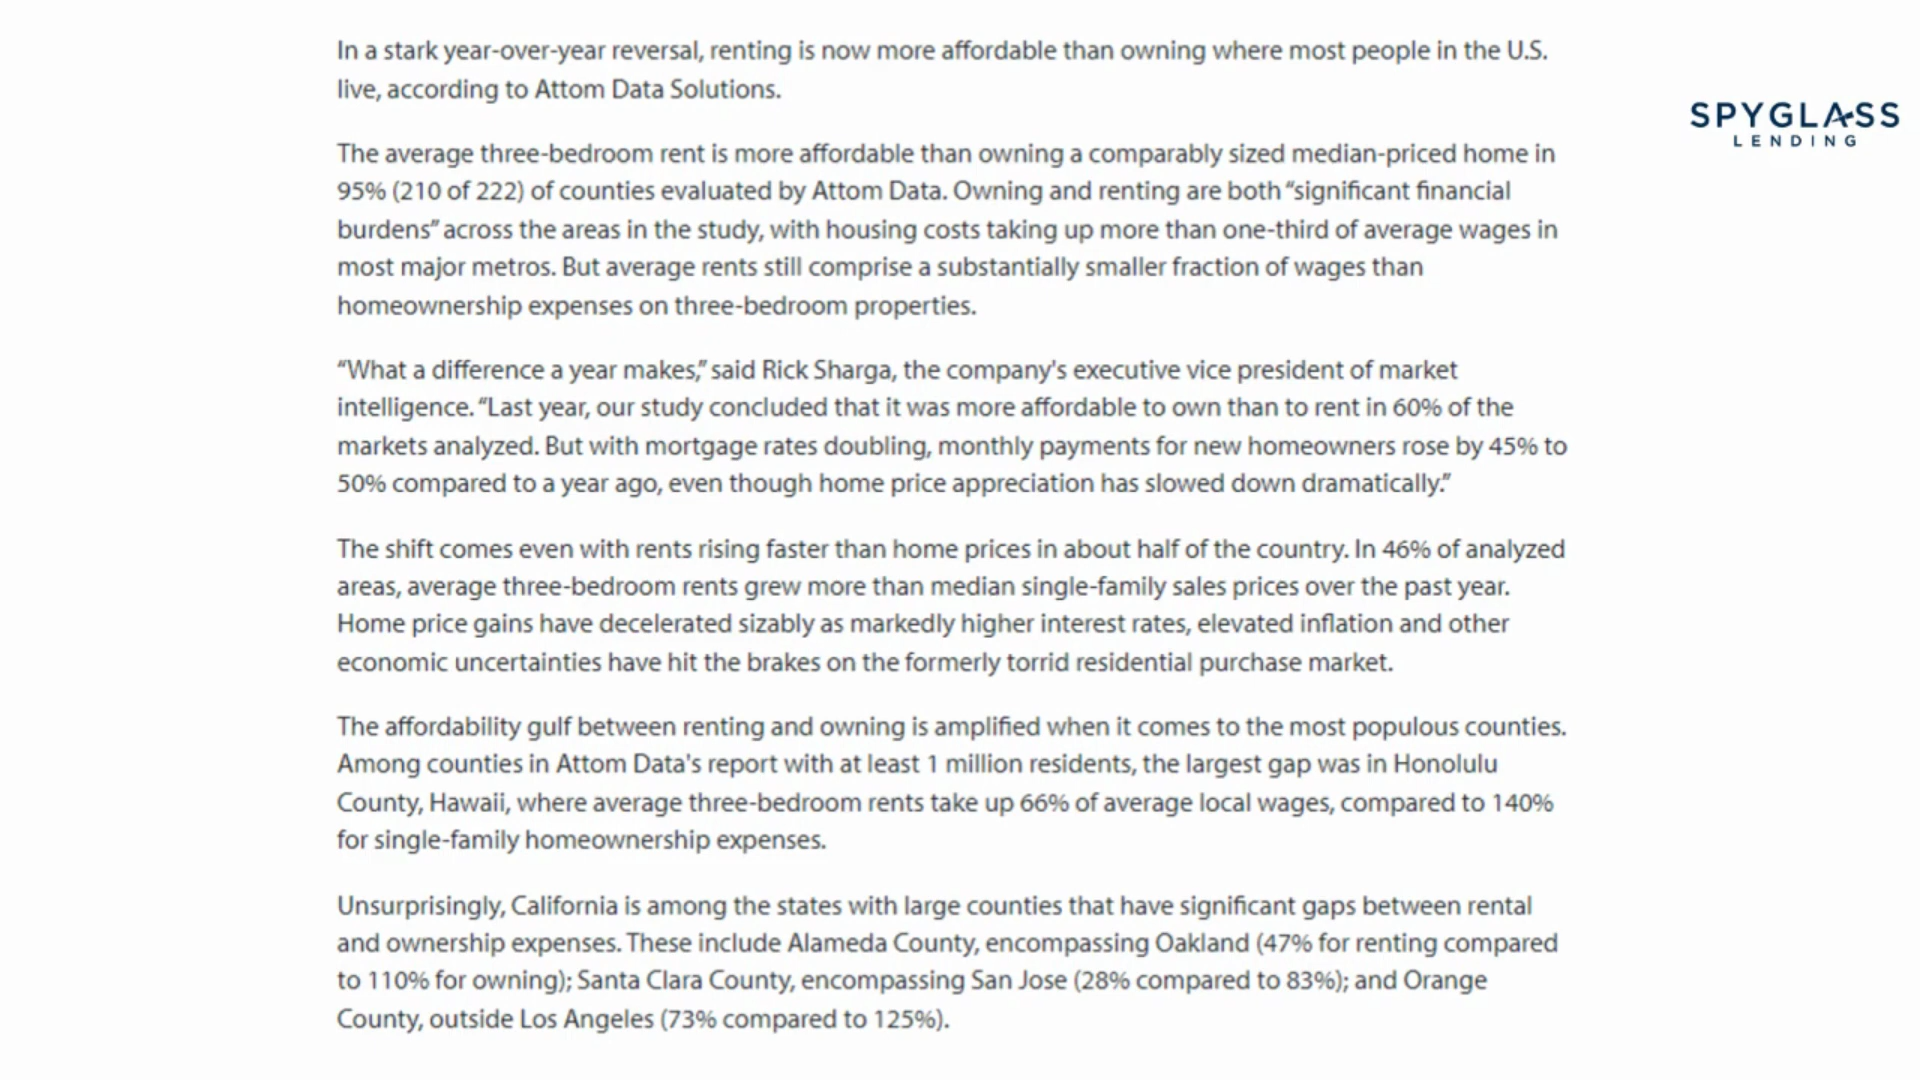 In a stark year-over-year reversal, renting is now more affordable than owning where most people in the U.S.
live, according to Attom Data Solutions.
SPYGLASS
LENDING
The average three-bedroom rent is more affordable than owning a comparably sized median-priced home in
95% (210 of 222) of counties evaluated by Attom Data. Owning and renting are both “significant financial
burdens” across the areas in the study, with housing costs taking up more than one-third of average wages in
most major metros. But average rents still comprise a substantially smaller fraction of wages than
homeownership expenses on three-bedroom properties.
“What a difference a year makes,” said Rick Sharga, the company's executive vice president of market
intelligence. “Last year, our study concluded that it was more affordable to own than to rent in 60% of the
markets analyzed. But with mortgage rates doubling, monthly payments for new homeowners rose by 45% to
50% compared to a year ago, even though home price appreciation has slowed down dramatically.”
The shift comes even with rents rising faster than home prices in about half of the country. In 46% of analyzed
areas, average three-bedroom rents grew more than median single-family sales prices over the past year.
Home price gains have decelerated sizably as markedly higher interest rates, elevated inflation and other
economic uncertainties have hit the brakes on the formerly torrid residential purchase market.
The affordability gulf between renting and owning is amplified when it comes to the most populous counties.
Among counties in Attom Data's report with at least 1 million residents, the largest gap was in Honolulu
County, Hawaii, where average three-bedroom rents take up 66% of average local wages, compared to 140%
for single-family homeownership expenses.
Unsurprisingly, California is among the states with large counties that have significant gaps between rental
and ownership expenses. These include Alameda County, encompassing Oakland (47% for renting compared
to 110% for owning); Santa Clara County, encompassing San Jose (28% compared to 83%); and Orange
County, outside Los Angeles (73% compared to 125%).